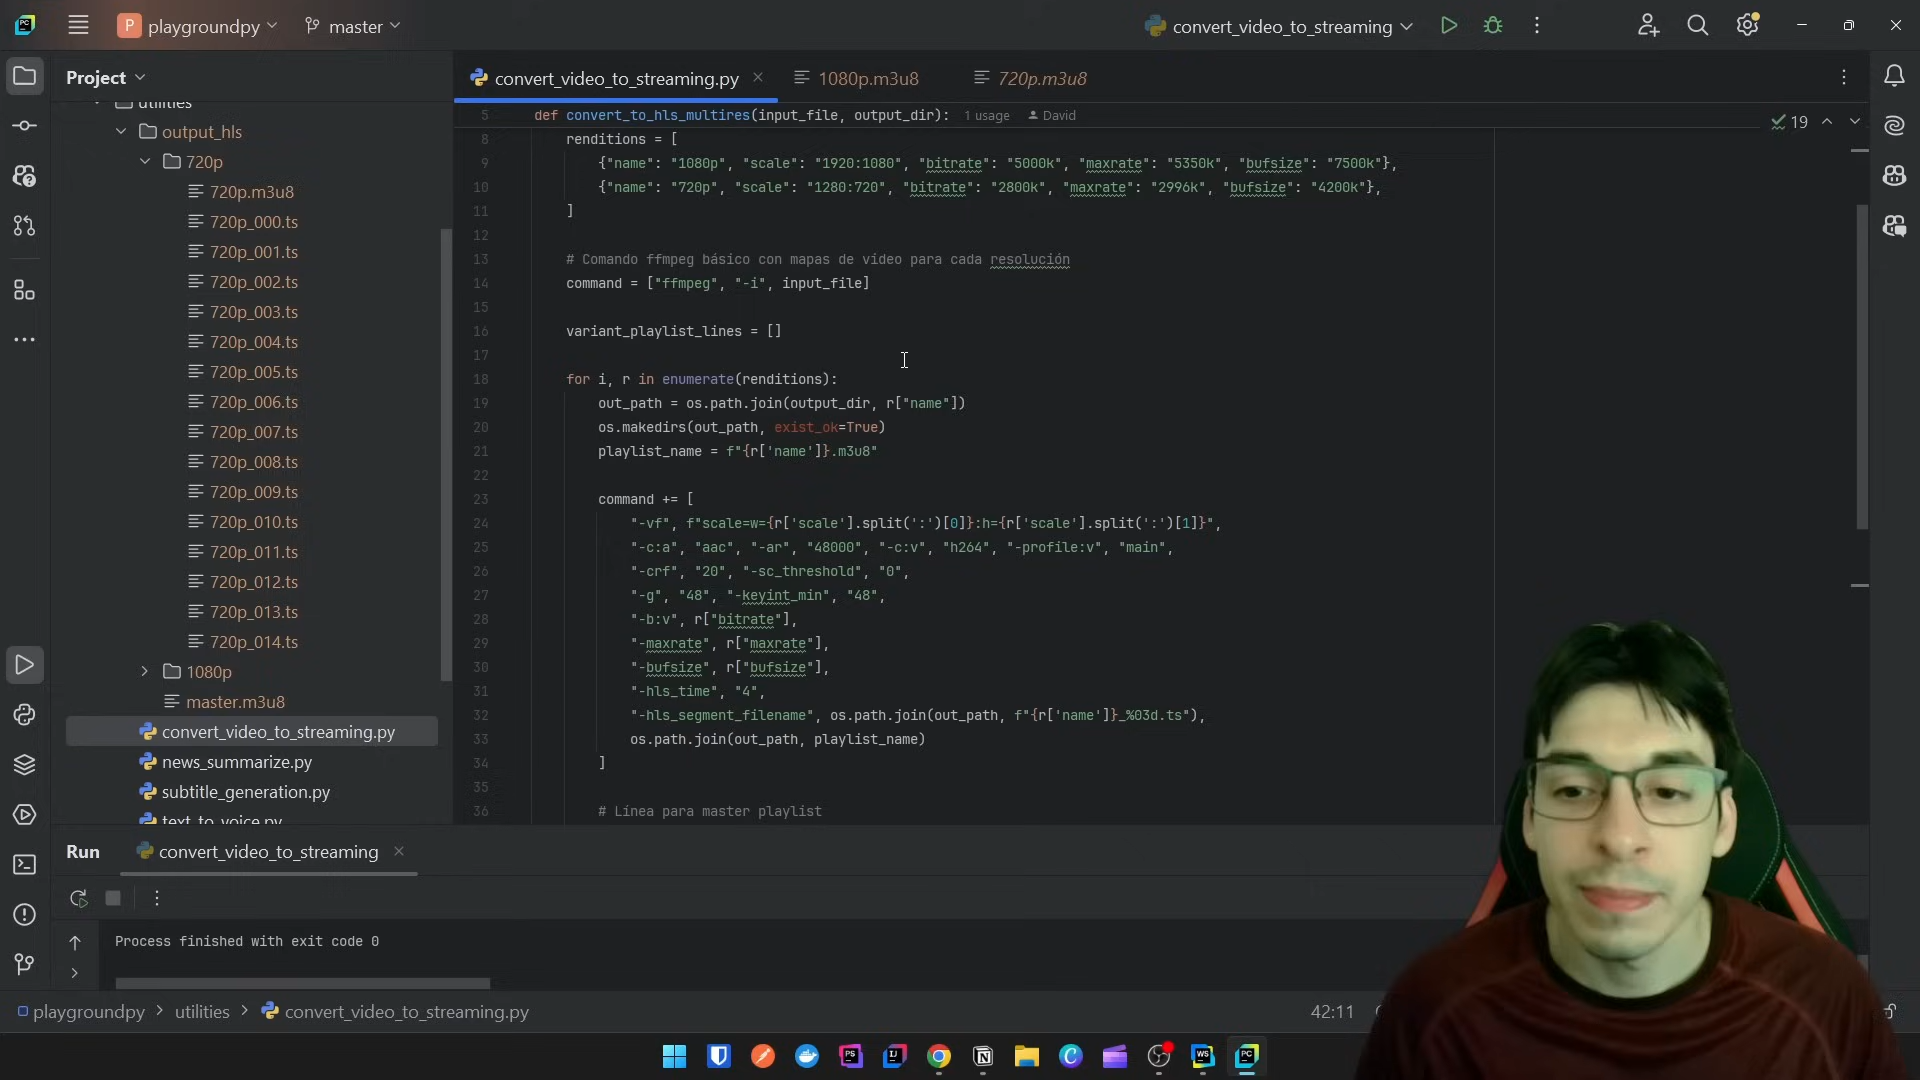 P playgroundpy
master
convert_video_to_streaming
Project
convert_video_to_streaming.py
1080p.m3u8
720p.m3u8
utilities
output_hls
720p
720p.m3u8
720p_000.ts
720p_001.ts
720p_002.ts
720p_003.ts
720p_004.ts
720p_005.ts
720p_006.ts
720p_007.ts
720p_008.ts
720p_009.ts
720p_010.ts
720p_011.ts
720p_012.ts
720p_013.ts
720p_014.ts
1080p
master.m3u8
convert_video_to_streaming.py
news_summarize.py
subtitle_generation.py
text_to_voice.py
5 def convert_to_hls_multires(input_file, output_dir): 1 usage David
19
8 renditions = [
9 {"name": "1080p", "scale": "1920:1080", "bitrate": "5000k", "maxrate": "5350k", "bufsize": "7500k"},
10 {"name": "720p", "scale": "1280:720", "bitrate": "2800k", "maxrate": "2996k", "bufsize": "4200k"},
11 ]
12
13 # Comando ffmpeg básico con mapas de video para cada resolución
14 command = ["ffmpeg", "-i", input_file]
15
16 variant_playlist_lines = []
17
18 for i, r in enumerate(renditions):
19 out_path = os.path.join(output_dir, r["name"])
20 os.makedirs(out_path, exist_ok=True)
21 playlist_name = f"{r['name']}.m3u8"
22
23 command += [
24 "-vf", f"scale=w={r['scale'].split(':')[0]}:h={r['scale'].split(':')[1]}",
25 "-c:a", "aac", "-ar", "48000", "-c:v", "h264", "-profile:v", "main",
26 "-crf", "20", "-sc_threshold", "0",
27 "-g", "48", "-keyint_min", "48",
28 "-b:v", r["bitrate"],
29 "-maxrate", r["maxrate"],
30 "-bufsize", r["bufsize"],
31 "-hls_time", "4",
32 "-hls_segment_filename", os.path.join(out_path, f"{r['name']}_%03d.ts"),
33 os.path.join(out_path, playlist_name)
34 ]
35
36 # Línea para master playlist
Run
convert_video_to_streaming
Process finished with exit code 0
playgroundpy > utilities > convert_video_to_streaming.py
42:11